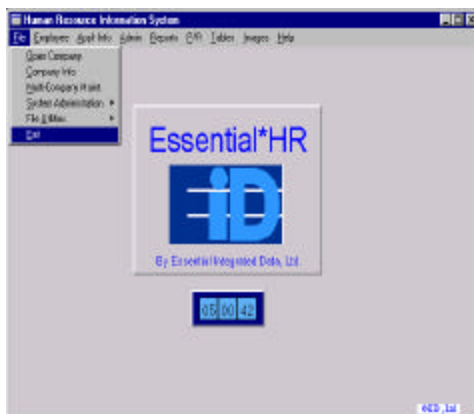 Human Resource Information System
File Employee Appl Info Admin Reports P/R Tables Images Help
Open Company
Company Info
Multi-Company Maint
System Administration
File Utilities
Exit
Essential*HR
iD
By Essential Integrated Data, Ltd.
05 00 42